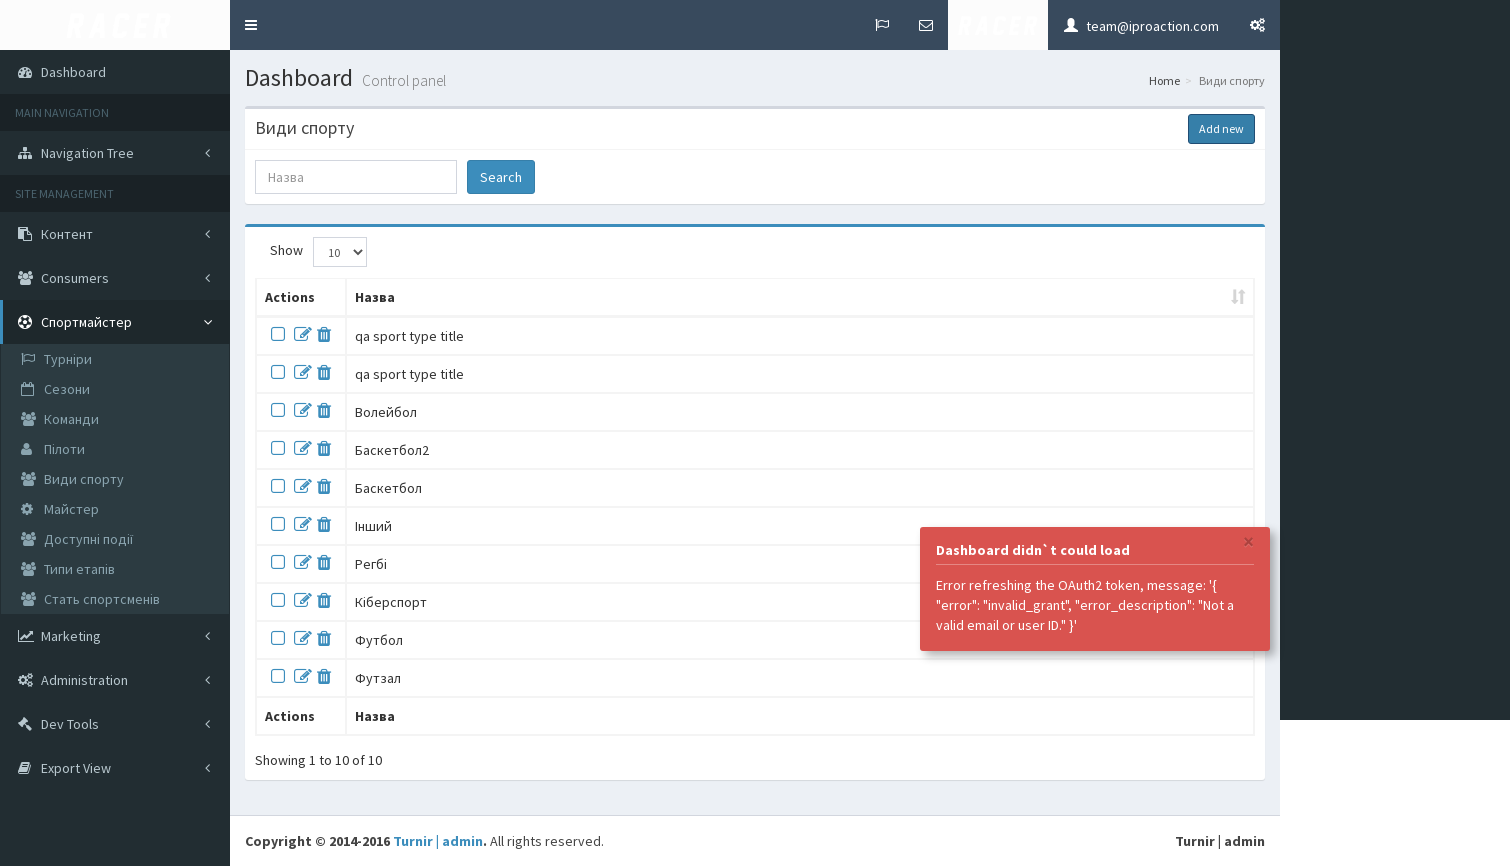 RACER
RACER
team@iproaction.com
Dashboard
MAIN NAVIGATION
Navigation Tree
SITE MANAGEMENT
Контент
Consumers
Спортмайстер
Турніри
Сезони
Команди
Пілоти
Види спорту
Майстер
Доступні події
Типи етапів
Стать спортсменів
Marketing
Administration
Dev Tools
Export View
Dashboard Control panel
Home > Види спорту
Види спорту
Add new
Назва
Search
Show 10
Actions Назва
qa sport type title
qa sport type title
Волейбол
Баскетбол2
Баскетбол
Інший
Регбі
Кіберспорт
Футбол
Футзал
Actions Назва
Showing 1 to 10 of 10
Dashboard didn`t could load
×
Error refreshing the OAuth2 token, message: '{
"error": "invalid_grant", "error_description": "Not a
valid email or user ID." }'
Copyright © 2014-2016 Turnir | admin. All rights reserved.
Turnir | admin